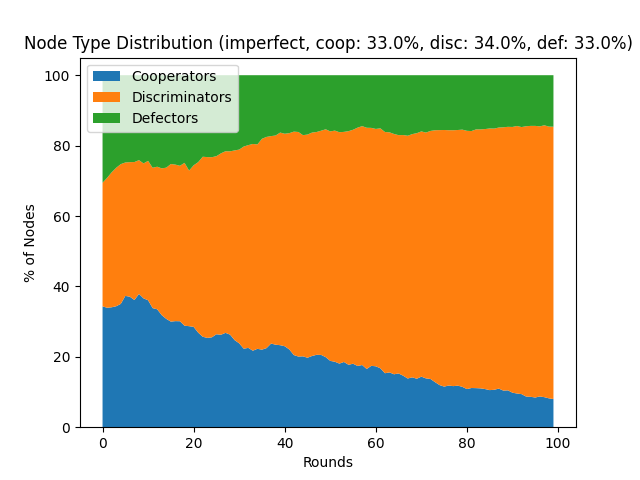 Node Type Distribution (imperfect, coop: 33.0%, disc: 34.0%, def: 33.0%)
Cooperators
Discriminators
Defectors
% of Nodes
100
80
60
40
20
0
0 20 40 60 80 100
Rounds